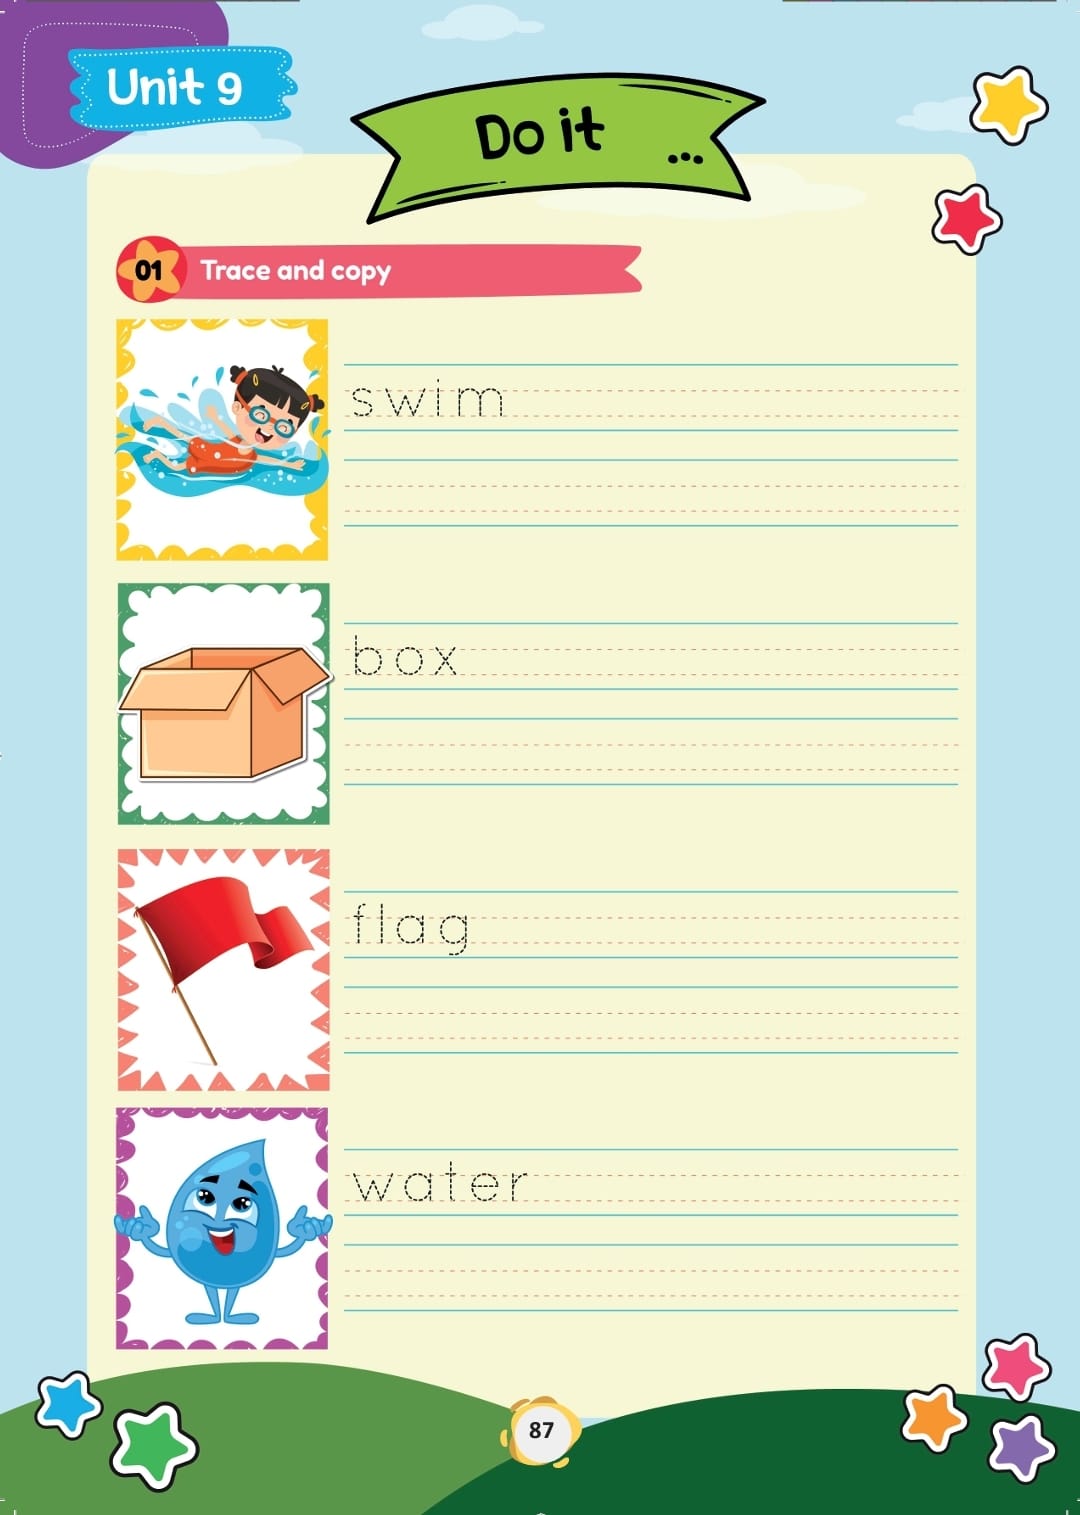 Unit 9
Do it ...
01 Trace and copy
swim
box
flag
water
87